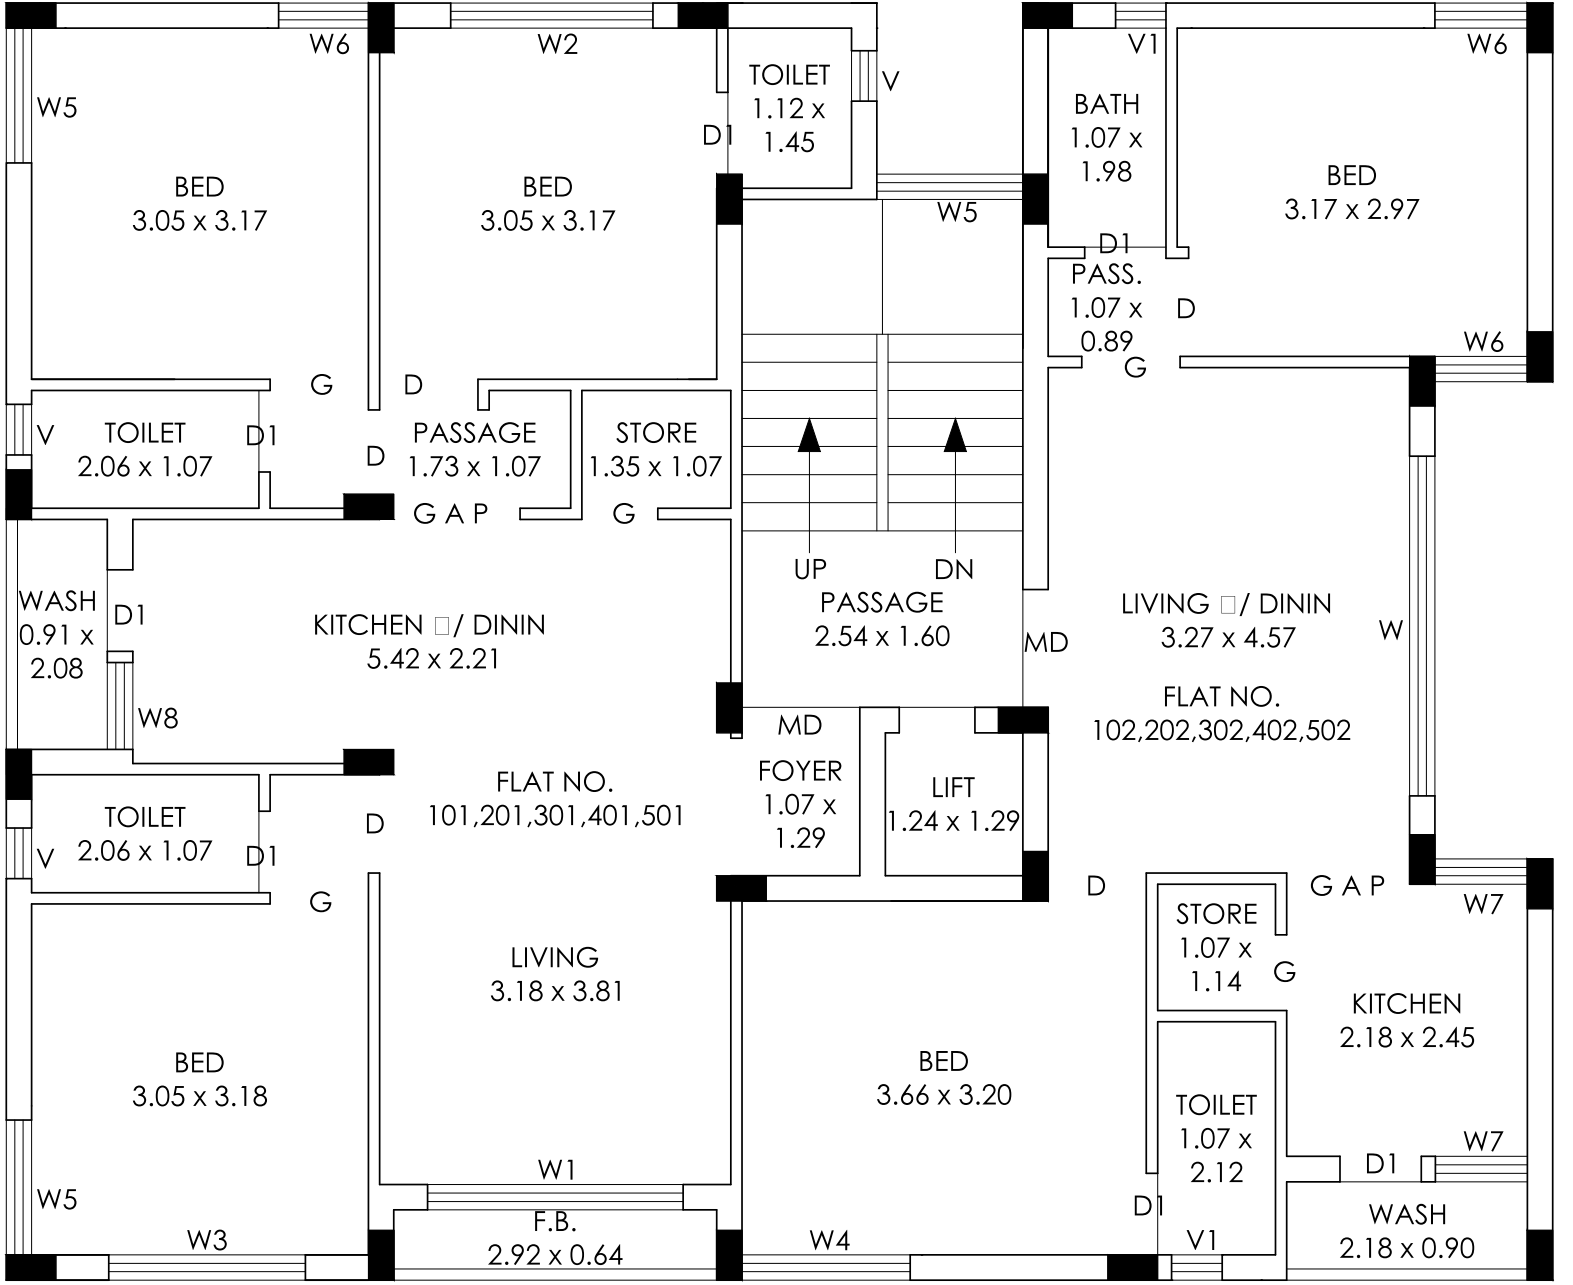 W6
W2
V1
W6
W5
TOILET
1.12 x
1.45
V
D1
BATH
1.07 x
1.98
BED
3.05 x 3.17
BED
3.05 x 3.17
W5
BED
3.17 x 2.97
D1
PASS.
1.07 x
0.89
D
G
W6
G
D
TOILET
2.06 x 1.07
V
D1
D
PASSAGE
1.73 x 1.07
STORE
1.35 x 1.07
GAP
G
UP
DN
WASH
0.91 x
2.08
D1
KITCHEN □/ DININ
5.42 x 2.21
PASSAGE
2.54 x 1.60
MD
LIVING □/ DININ
3.27 x 4.57
W
FLAT NO.
102,202,302,402,502
W8
MD
FOYER
1.07 x
1.29
LIFT
1.24 x 1.29
FLAT NO.
101,201,301,401,501
TOILET
2.06 x 1.07
V
D1
D
G
D
GAP
W7
STORE
1.07 x
1.14
G
LIVING
3.18 x 3.81
KITCHEN
2.18 x 2.45
BED
3.05 x 3.18
BED
3.66 x 3.20
TOILET
1.07 x
2.12
W7
D1
W1
W5
D1
W3
F.B.
2.92 x 0.64
W4
V1
WASH
2.18 x 0.90